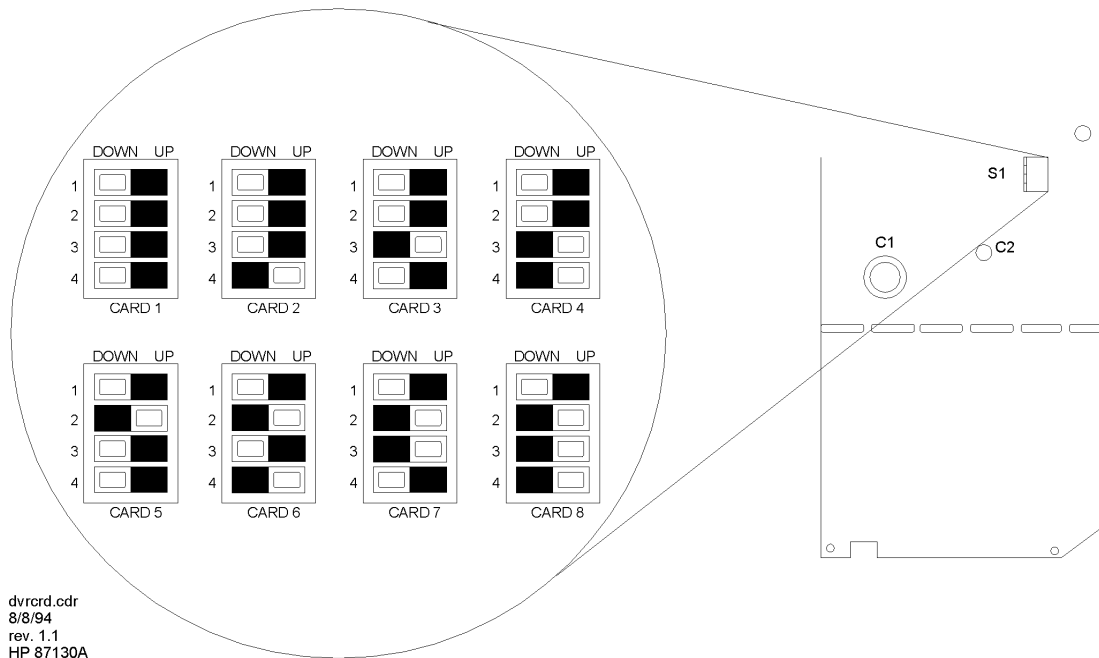 DOWN UP
1
2
3
4
CARD 1
DOWN UP
1
2
3
4
CARD 2
DOWN UP
1
2
3
4
CARD 3
DOWN UP
1
2
3
4
CARD 4
DOWN UP
1
2
3
4
CARD 5
DOWN UP
1
2
3
4
CARD 6
DOWN UP
1
2
3
4
CARD 7
DOWN UP
1
2
3
4
CARD 8
S1
C1
C2
dvrcrd.cdr
8/8/94
rev. 1.1
HP 87130A